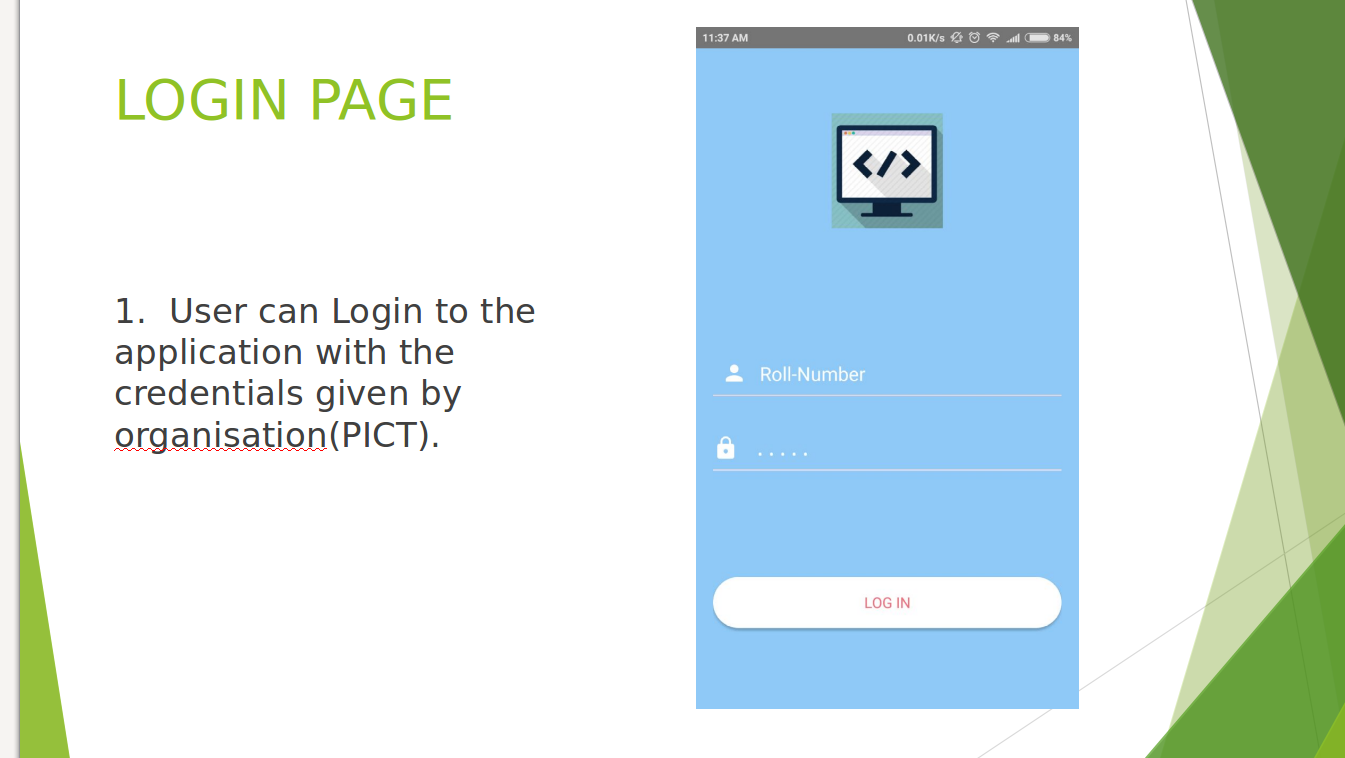 LOGIN PAGE
1. User can Login to the
application with the
credentials given by
organisation(PICT).
11:37 AM 0.01K/s 84%
</>
Roll-Number
.....
LOG IN